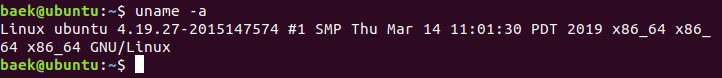 baek@ubuntu:~$ uname -a
Linux ubuntu 4.19.27-2015147574 #1 SMP Thu Mar 14 11:01:30 PDT 2019 x86_64 x86_
64 x86_64 GNU/Linux
baek@ubuntu:~$